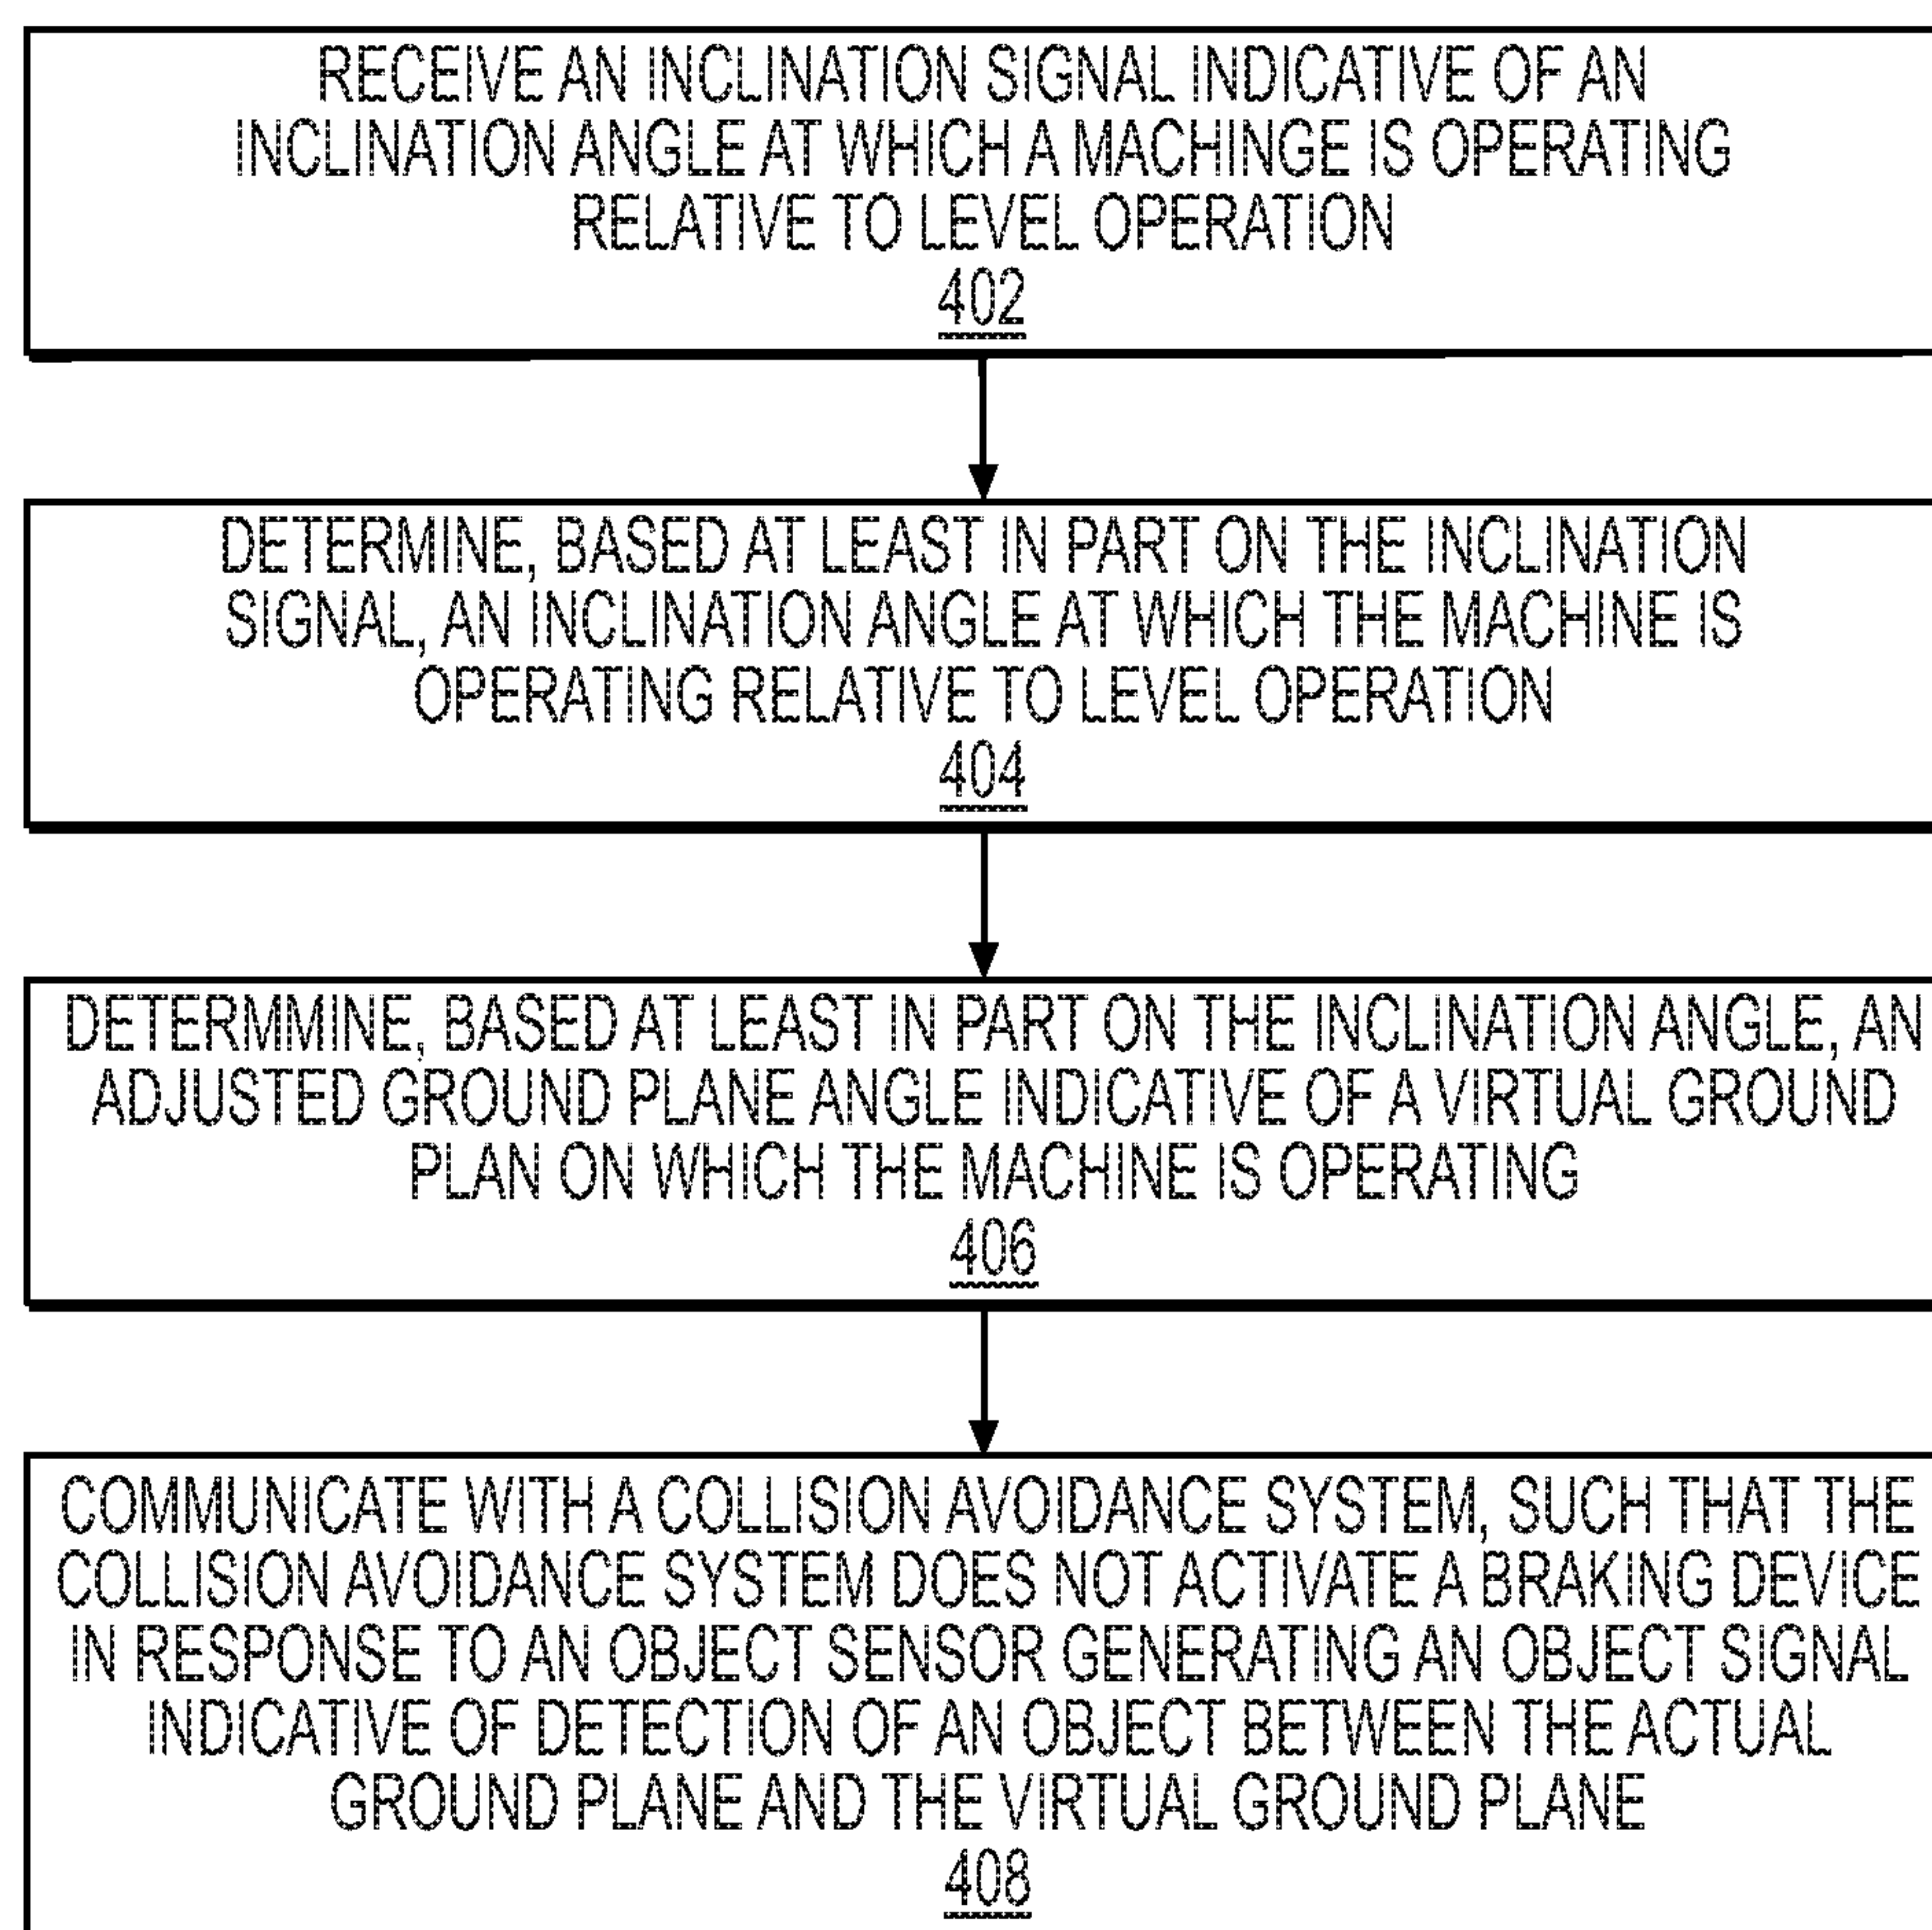 RECEIVE AN INCLINATION SIGNAL INDICATIVE OF AN
INCLINATION ANGLE AT WHICH A MACHINGE IS OPERATING
RELATIVE TO LEVEL OPERATION
402
DETERMINE, BASED AT LEAST IN PART ON THE INCLINATION
SIGNAL, AN INCLINATION ANGLE AT WHICH THE MACHINE IS
OPERATING RELATIVE TO LEVEL OPERATION
404
DETERMMINE, BASED AT LEAST IN PART ON THE INCLINATION ANGLE, AN
ADJUSTED GROUND PLANE ANGLE INDICATIVE OF A VIRTUAL GROUND
PLAN ON WHICH THE MACHINE IS OPERATING
406
COMMUNICATE WITH A COLLISION AVOIDANCE SYSTEM, SUCH THAT THE
COLLISION AVOIDANCE SYSTEM DOES NOT ACTIVATE A BRAKING DEVICE
IN RESPONSE TO AN OBJECT SENSOR GENERATING AN OBJECT SIGNAL
INDICATIVE OF DETECTION OF AN OBJECT BETWEEN THE ACTUAL
GROUND PLANE AND THE VIRTUAL GROUND PLANE
408